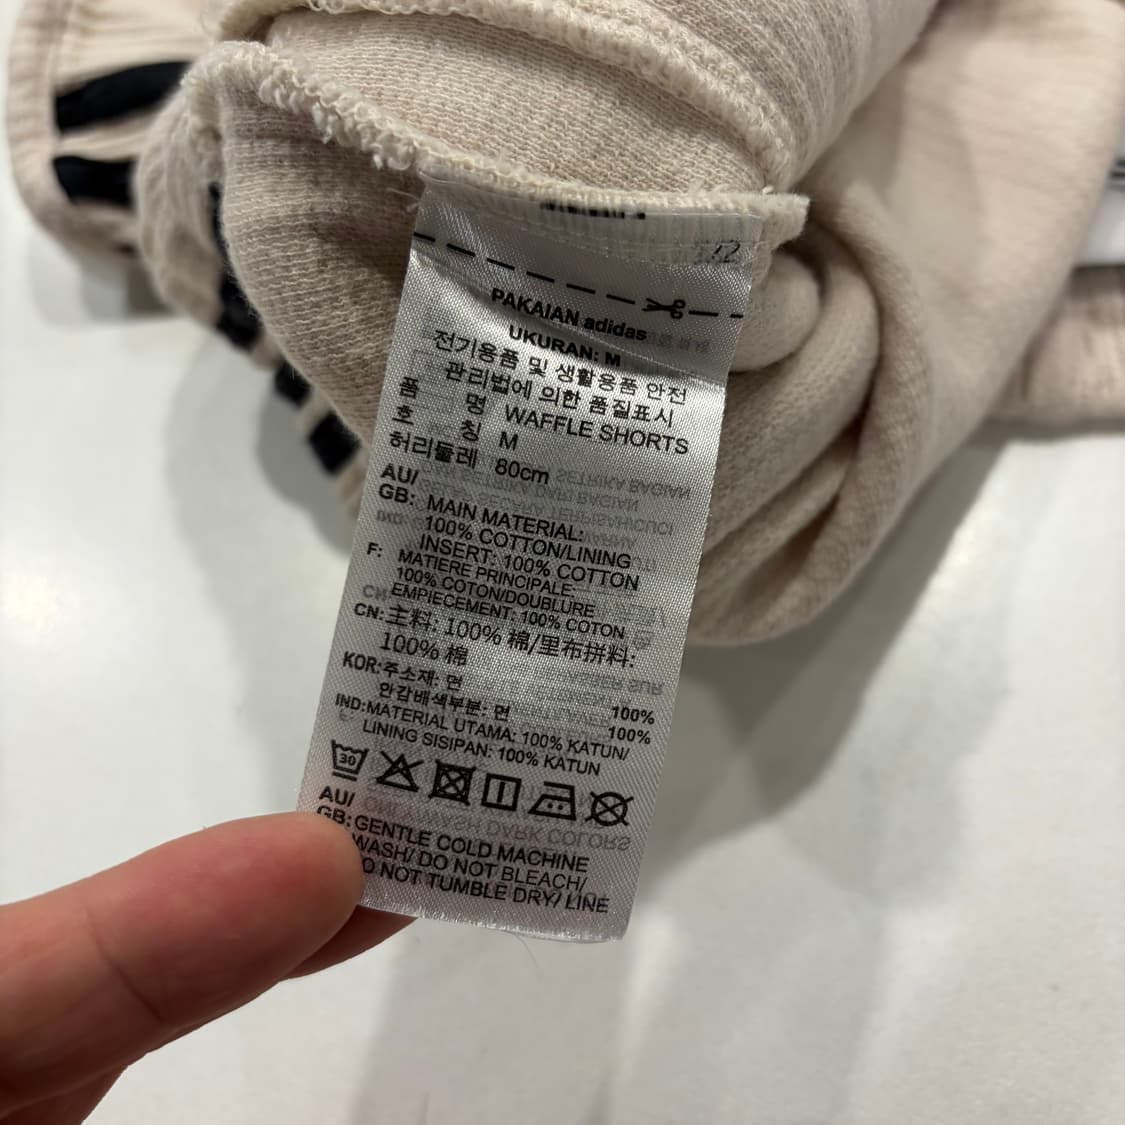 PAKAIAN adidas
UKURAN: M
전기용품 및 생활용품 안전
관리법에 의한 품질표시
품 명 WAFFLE SHORTS
호 칭 M
허리둘레 80cm
AU/
GB: MAIN MATERIAL:
100% COTTON/LINING
INSERT: 100% COTTON
F: MATIERE PRINCIPALE:
100% COTON/DOUBLURE
EMPIECEMENT: 100% COTON
CN: 主料: 100% 棉/里布拼料:
100% 棉
KOR: 주소재: 면 100%
안감배색부분: 면 100%
IND: MATERIAL UTAMA: 100% KATUN/
LINING SISIPAN: 100% KATUN
30
AU/
GB: GENTLE COLD MACHINE
WASH/ DO NOT BLEACH/
DO NOT TUMBLE DRY/ LINE